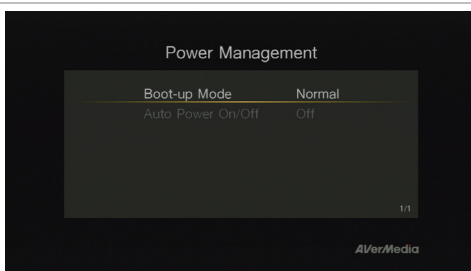 Power Management
Boot-up Mode Normal
Auto Power On/Off Off
1/1
AVerMedia